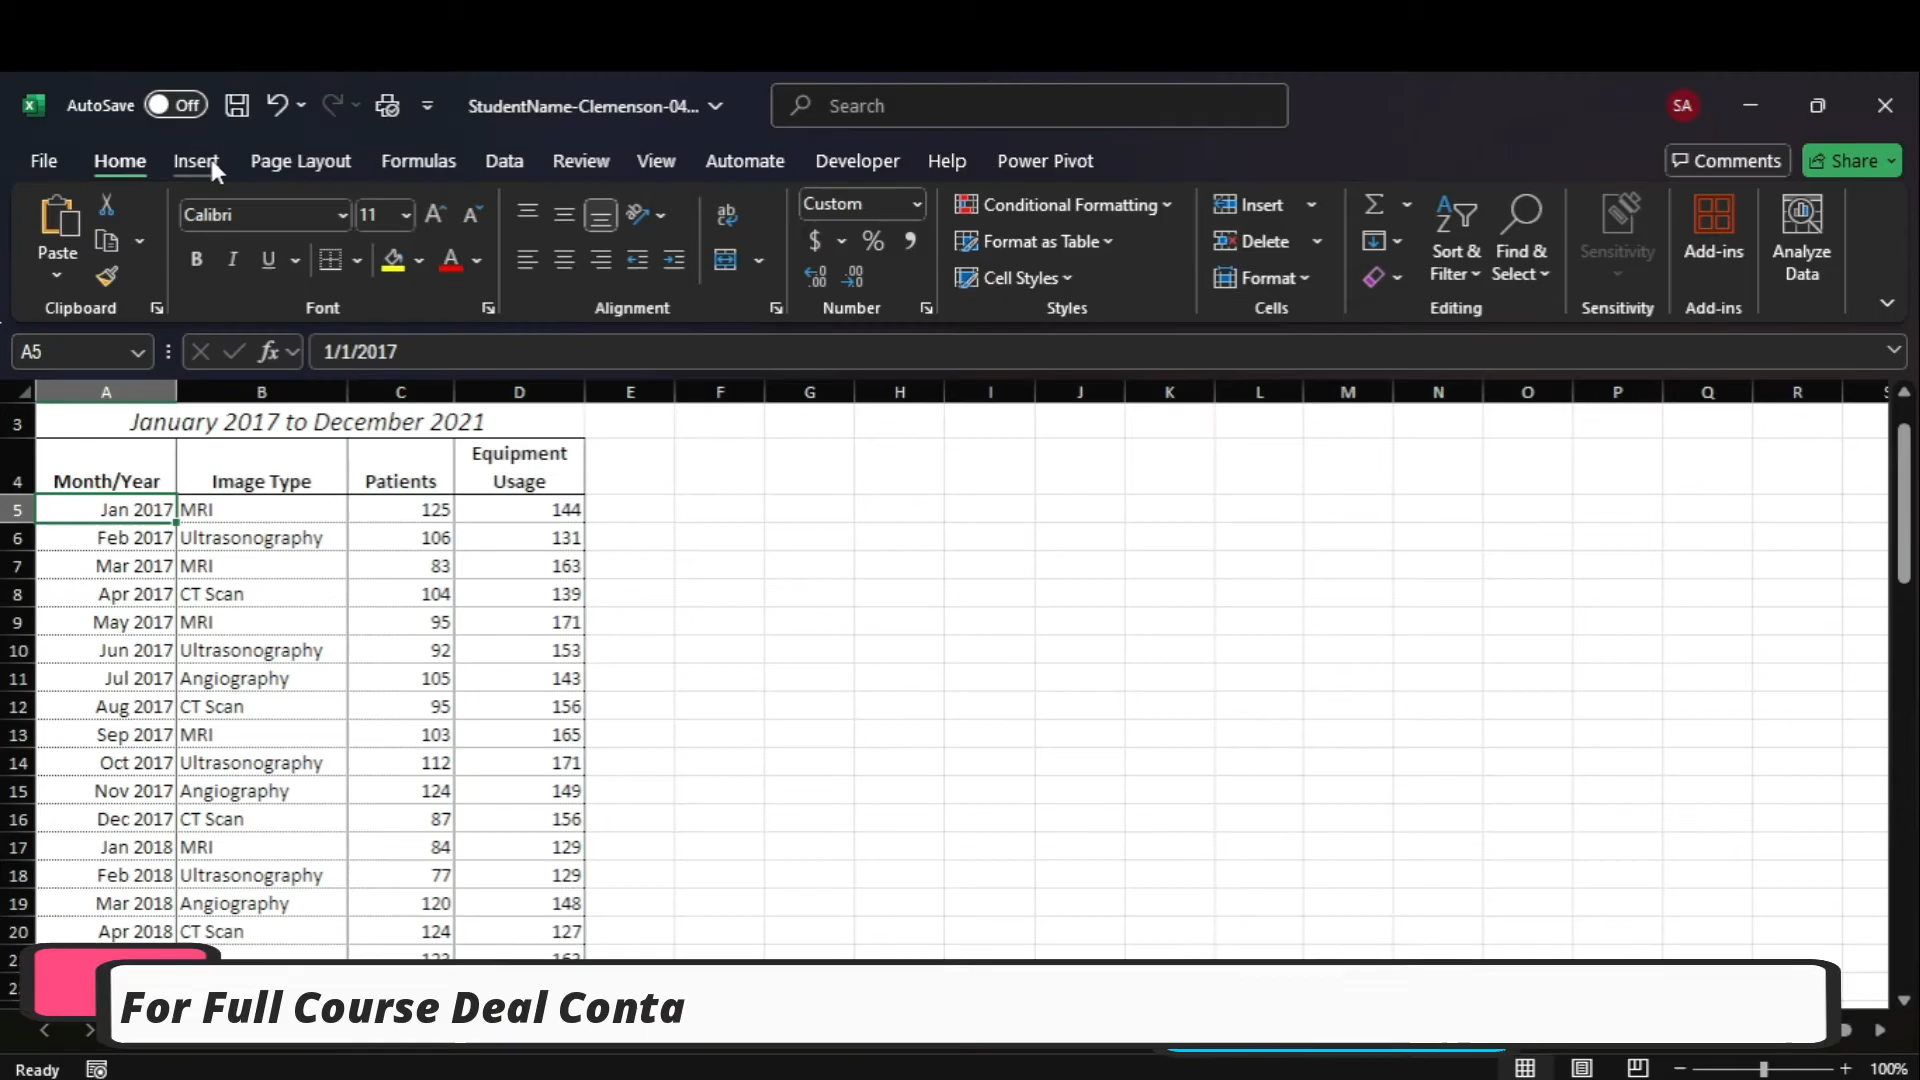 AutoSave Off StudentName-Clemenson-04... Search SA
File Home Insert Page Layout Formulas Data Review View Automate Developer Help Power Pivot Comments Share
Paste Calibri 11 Custom Conditional Formatting Insert Sort & Find & Sensitivity Add-ins Analyze
B I U $ % Format as Table Delete Filter Select Data
Cell Styles Format
Clipboard Font Alignment Number Styles Cells Editing Sensitivity Add-ins
A5 fx 1/1/2017
A B C D E F G H I J K L M N O P Q R
3 January 2017 to December 2021
4 Month/Year Image Type Patients Equipment Usage
5 Jan 2017 MRI 125 144
6 Feb 2017 Ultrasonography 106 131
7 Mar 2017 MRI 83 163
8 Apr 2017 CT Scan 104 139
9 May 2017 MRI 95 171
10 Jun 2017 Ultrasonography 92 153
11 Jul 2017 Angiography 105 143
12 Aug 2017 CT Scan 95 156
13 Sep 2017 MRI 103 165
14 Oct 2017 Ultrasonography 112 171
15 Nov 2017 Angiography 124 149
16 Dec 2017 CT Scan 87 156
17 Jan 2018 MRI 84 129
18 Feb 2018 Ultrasonography 77 129
19 Mar 2018 Angiography 120 148
20 Apr 2018 CT Scan 124 127
For Full Course Deal Conta
Ready 100%